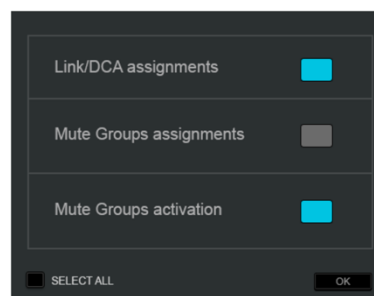 Link/DCA assignments
Mute Groups assignments
Mute Groups activation
SELECT ALL
OK